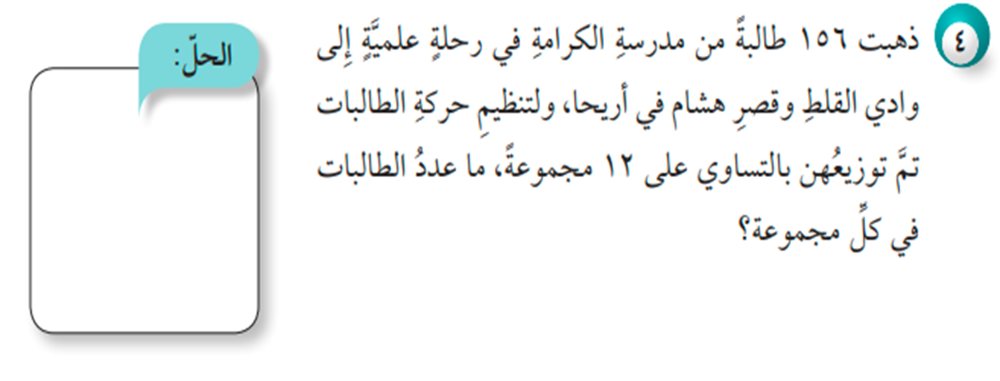 ٤
ذهبت ١٥٦ طالبةً من مدرسةِ الكرامةِ في رحلةٍ علميَّةٍ إِلى
وادي القلطِ وقصرِ هشام في أريحا، ولتنظيمِ حركةِ الطالبات
تمَّ توزيعُهن بالتساوي على ١٢ مجموعةً، ما عددُ الطالبات
في كلِّ مجموعة؟
الحلّ: